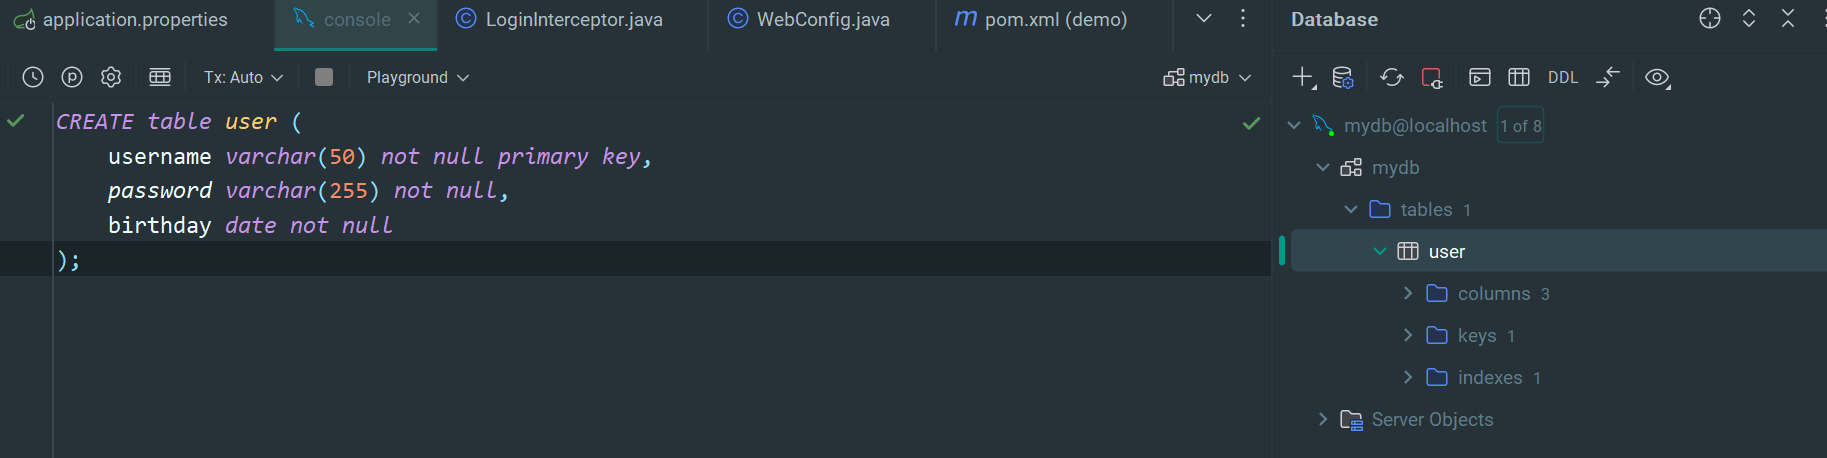 application.properties
console
LoginInterceptor.java
WebConfig.java
pom.xml (demo)
Database
Tx: Auto
Playground
mydb
DDL
CREATE table user (
username varchar(50) not null primary key,
password varchar(255) not null,
birthday date not null
);
mydb@localhost 1 of 8
mydb
tables 1
user
columns 3
keys 1
indexes 1
Server Objects